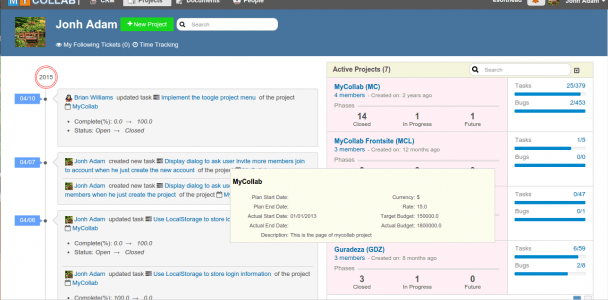 MYCOLLAB CRM Projects Documents People esofthead Jonh Adam
Jonh Adam +New Project Search
My Following Tickets (0) Time Tracking
2015
04/10 Brian Williams updated task Implement the toogle project menu of the project
MyCollab
• Complete(%): 0.0 → 100.0
• Status: Open → Closed
04/07 Jonh Adam created new task Display dialog to ask user invite more members join
to account when he just create the new account of the project
Jonh Adam created new task Display dialog to ask use
members when he just create the project of the project My
04/06 Jonh Adam updated task Use LocalStorage to store lo
MyCollab
• Complete(%): 0.0 → 100.0
• Status: Open → Closed
Jonh Adam updated task Use LocalStorage to store login information of the project
MyCollab
• Complete(%): 100.0 → 0.0
Active Projects (7) Search
MyCollab (MC)
4 members - Created on: 2 years ago
Phases
14 1 1
Closed In Progress Future
Tasks 25/379
Bugs 2/453
MyCollab Frontsite (MCL)
3 members - Created on: 12 months ago
Phases
Tasks 1/5
Bugs 0/0
MyCollab
Plan Start Date: Currency: $
Plan End Date: Rate: 15.0
Actual Start Date: 01/01/2013 Target Budget: 150000.0
Actual End Date: Actual Budget: 1800000.0
Description: This is the page of mycollab project
Tasks 0/47
Bugs 0/1
Guradeza (GDZ)
3 members - Created on: 8 months ago
Phases
3 1 0
Closed In Progress Future
Tasks 6/59
Bugs 2/6